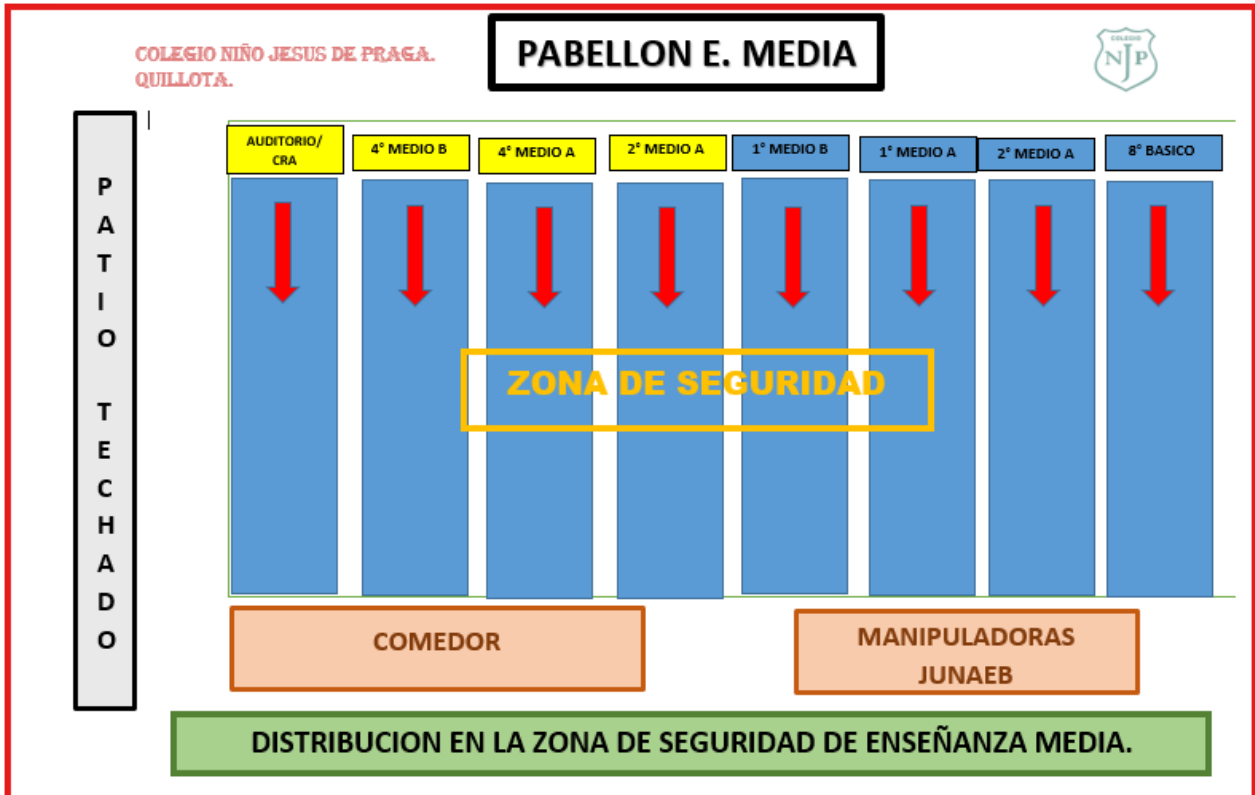 COLEGIO NIÑO JESUS DE PRAGA.
QUILLOTA.
PABELLON E. MEDIA
COLEGIO
NJP
PATIO TECHADO
AUDITORIO/
CRA
4° MEDIO B
4° MEDIO A
2° MEDIO A
1° MEDIO B
1° MEDIO A
2° MEDIO A
8° BASICO
ZONA DE SEGURIDAD
COMEDOR
MANIPULADORAS
JUNAEB
DISTRIBUCION EN LA ZONA DE SEGURIDAD DE ENSEÑANZA MEDIA.